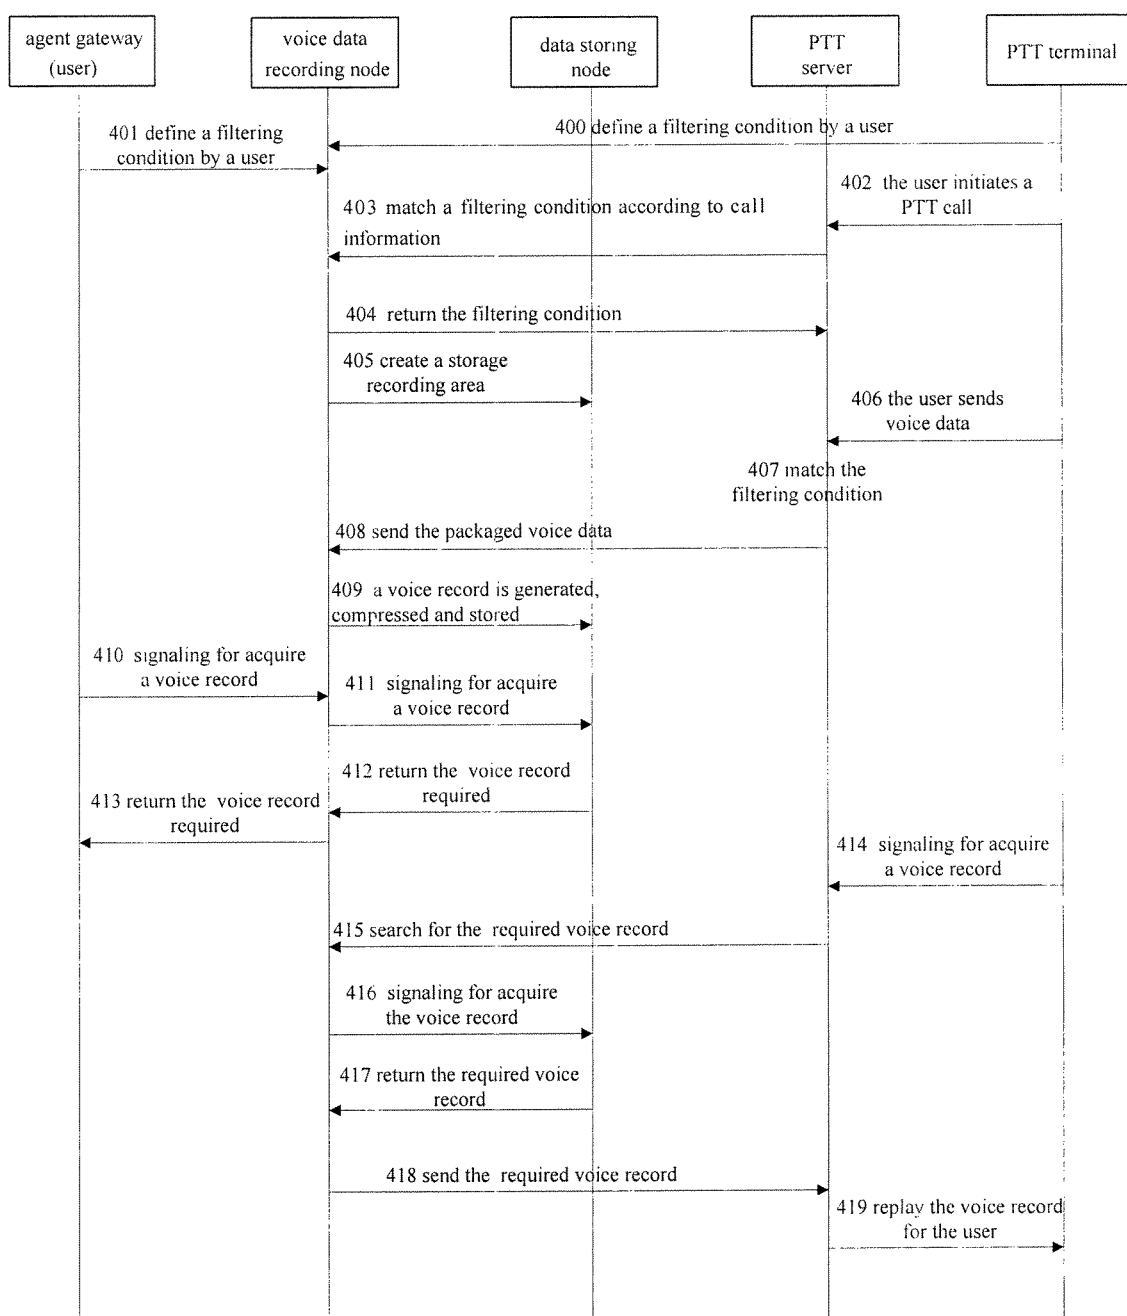 agent gateway
(user)
voice data
recording node
data storing
node
PTT
server
PTT terminal
401 define a filtering
condition by a user
400 define a filtering condition by a user
402 the user initiates a
PTT call
403 match a filtering condition according to call
information
404 return the filtering condition
405 create a storage
recording area
406 the user sends
voice data
407 match the
filtering condition
408 send the packaged voice data
409 a voice record is generated,
compressed and stored
410 signaling for acquire
a voice record
411 signaling for acquire
a voice record
412 return the voice record
required
413 return the voice record
required
414 signaling for acquire
a voice record
415 search for the required voice record
416 signaling for acquire
the voice record
417 return the required voice
record
418 send the required voice record
419 replay the voice record
for the user